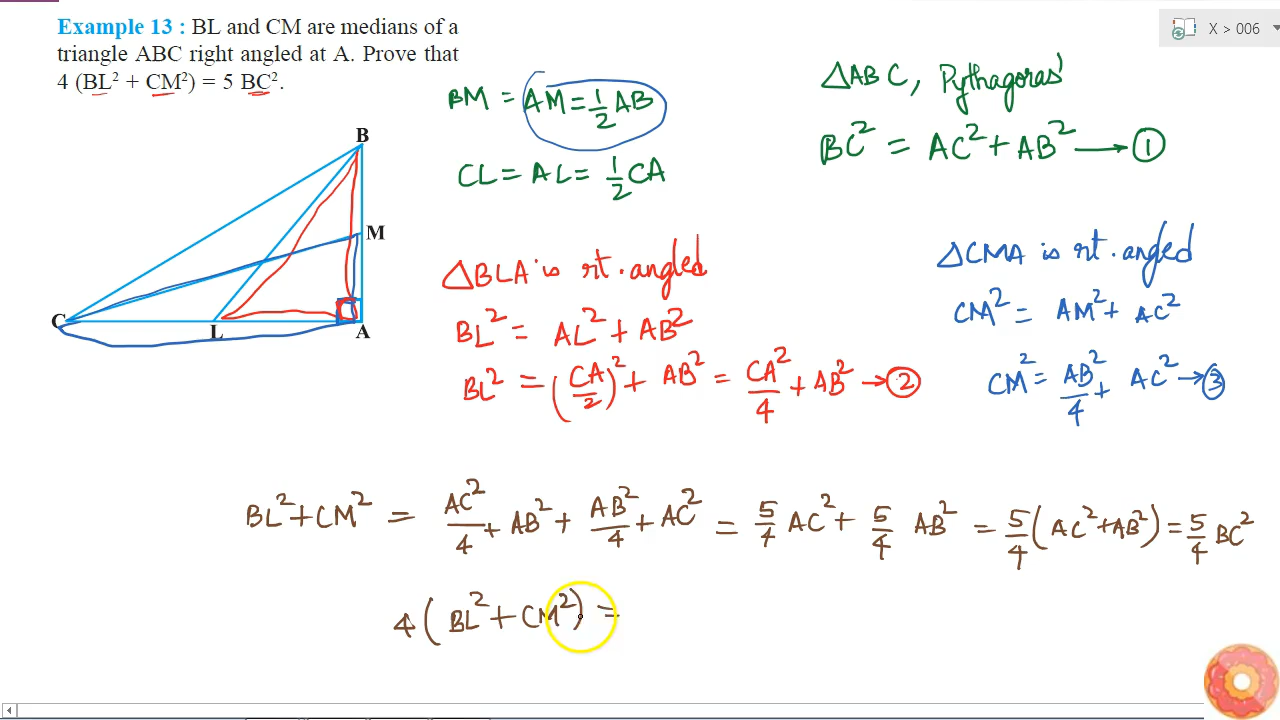 Example 13 : BL and CM are medians of a
triangle ABC right angled at A. Prove that
4 (BL² + CM²) = 5 BC².
X > 006
BM = AM = 1/2 AB
CL = AL = 1/2 CA
△ABC, Pythagoras'
BC² = AC² + AB² → ①
B
M
C
L
A
△BLA is rt. angled
BL² = AL² + AB²
BL² = (CA/2)² + AB² = CA²/4 + AB² → ②
△CMA is rt. angled
CM² = AM² + AC²
CM² = AB²/4 + AC² → ③
BL² + CM² = AC²/4 + AB² + AB²/4 + AC² = 5/4 AC² + 5/4 AB² = 5/4 (AC² + AB²) = 5/4 BC²
4 (BL² + CM²) =